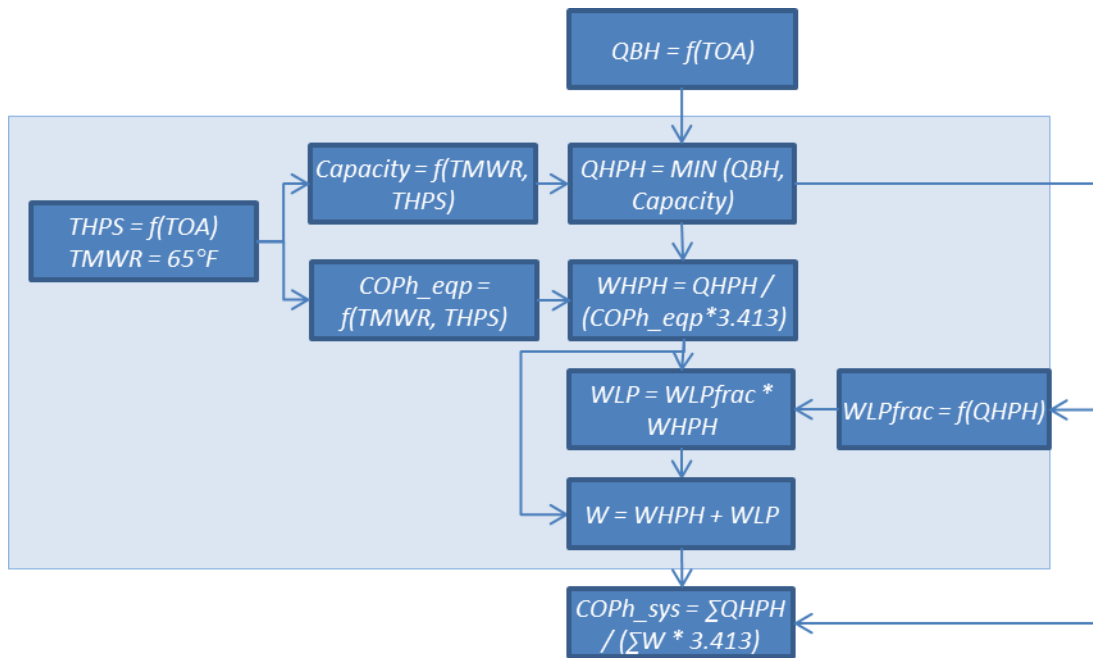 QBH = f(TOA)
Capacity = f(TMWR,
THPS)
QHPH = MIN (QBH,
Capacity)
THPS = f(TOA)
TMWR = 65°F
COPh_eqp =
f(TMWR, THPS)
WHPH = QHPH /
(COPh_eqp*3.413)
WLP = WLPfrac *
WHPH
WLPfrac = f(QHPH)
W = WHPH + WLP
COPh_sys = ∑QHPH
/ (∑W * 3.413)